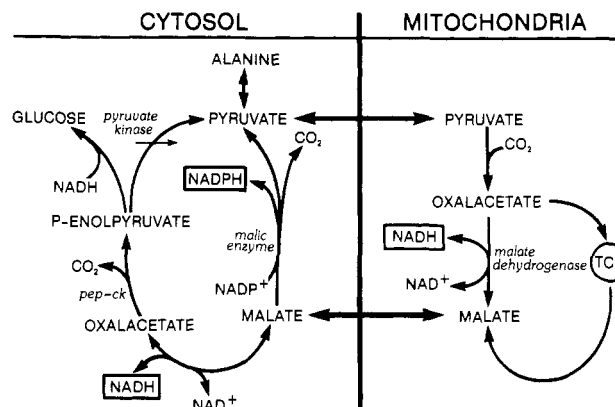 CYTOSOL
MITOCHONDRIA
ALANINE
GLUCOSE
pyruvate
kinase
PYRUVATE
PYRUVATE
CO2
CO2
NADH
NADPH
P-ENOLPYRUVATE
malic
enzyme
OXALACETATE
NADH
malate
dehydrogenase
TC
CO2
pep-ck
NADP+
NAD+
OXALACETATE
MALATE
MALATE
NADH
NAD+